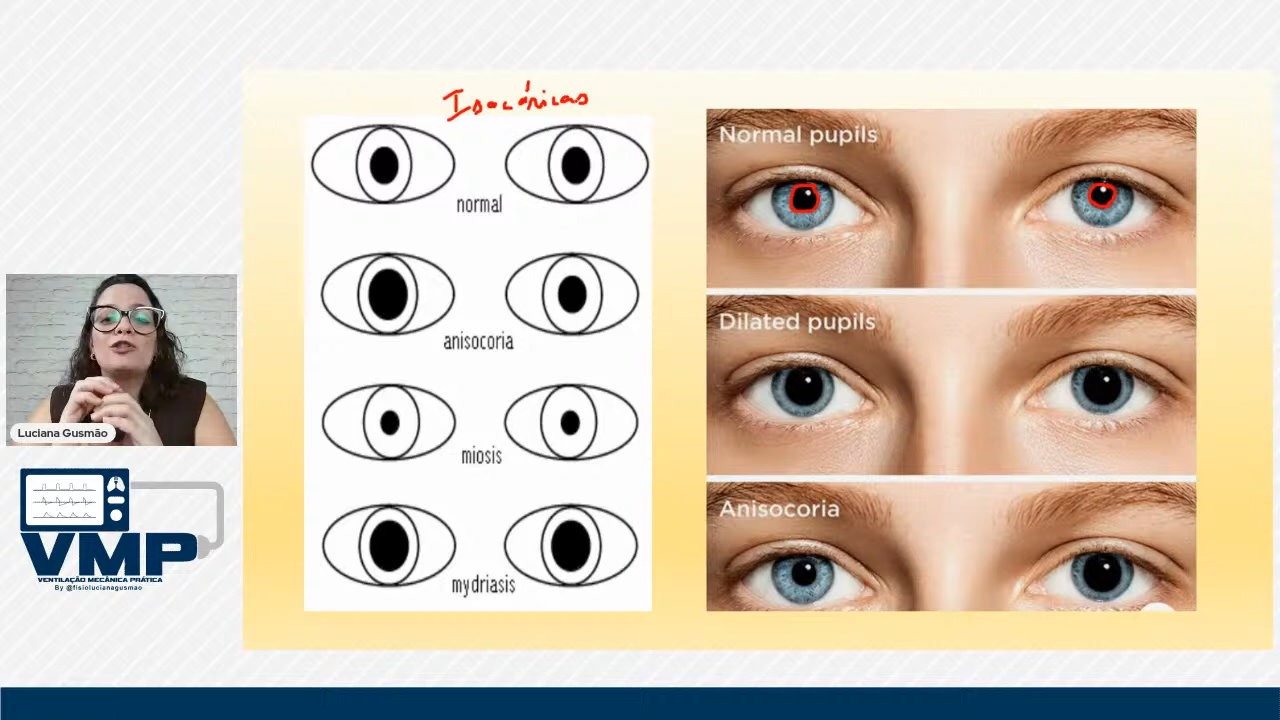 Isocóricas
normal
anisocoria
miosis
mydriasis
Normal pupils
Dilated pupils
Anisocoria
Luciana Gusmão
VMP
VENTILAÇÃO MECÂNICA PRÁTICA
By @fisiolucianagusmao